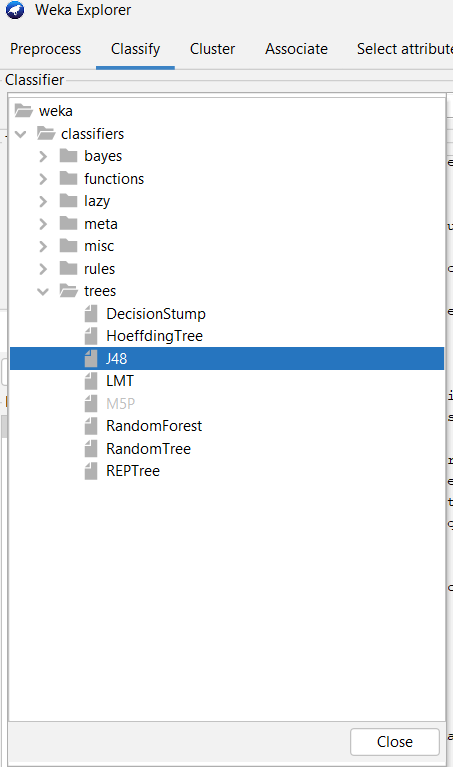 Weka Explorer
Preprocess Classify Cluster Associate Select attribute
Classifier
weka
classifiers
bayes
functions
lazy
meta
misc
rules
trees
DecisionStump
HoeffdingTree
J48
LMT
M5P
RandomForest
RandomTree
REPTree
Close